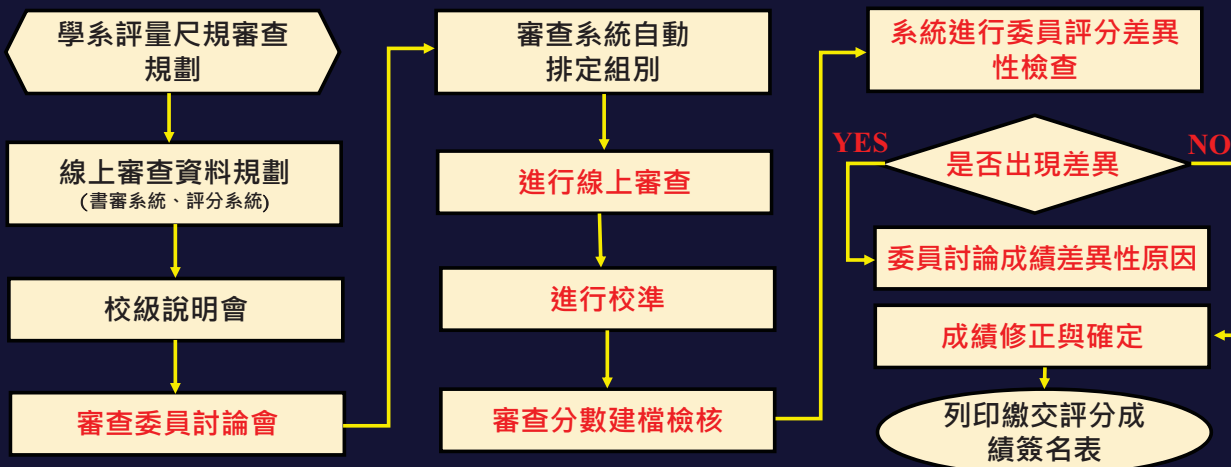 學系評量尺規審查
規劃
線上審查資料規劃
(書審系統、評分系統)
校級說明會
審查委員討論會
審查系統自動
排定組別
進行線上審查
進行校準
審查分數建檔檢核
系統進行委員評分差異
性檢查
YES
是否出現差異
NO
委員討論成績差異性原因
成績修正與確定
列印繳交評分成
績簽名表